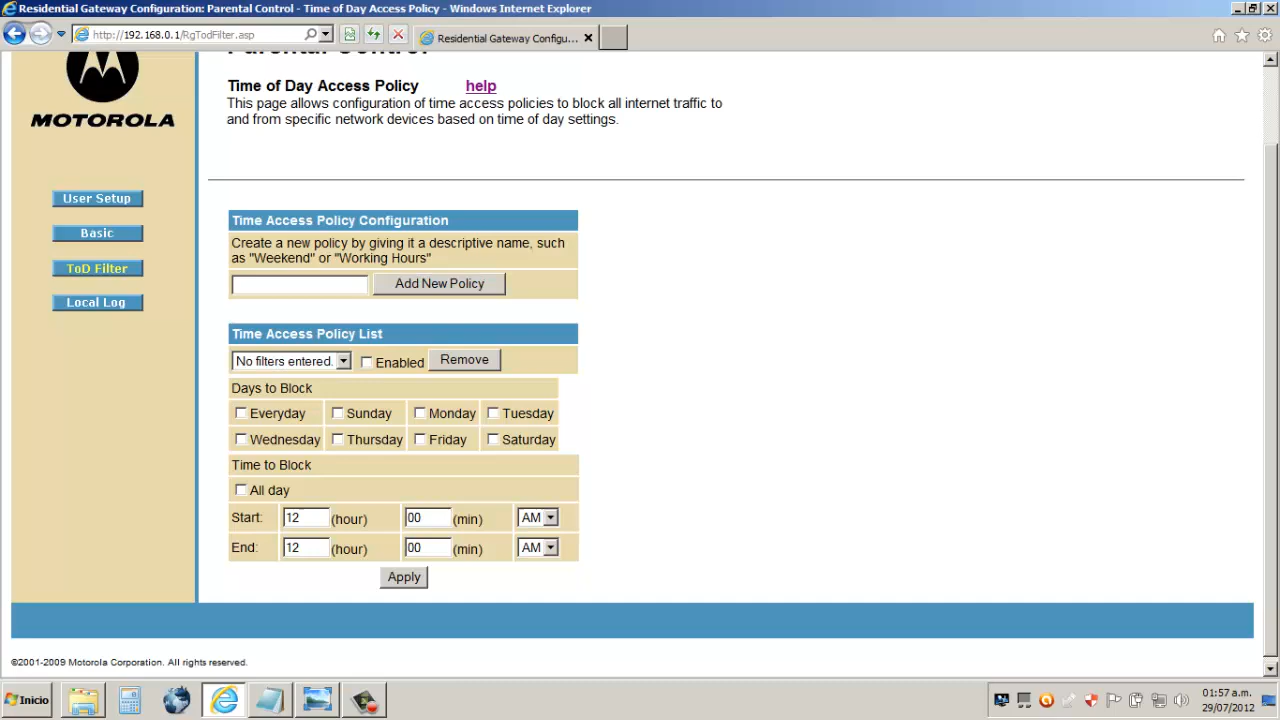 Residential Gateway Configuration: Parental Control - Time of Day Access Policy - Windows Internet Explorer
http://192.168.0.1/RgTodFilter.asp
Residential Gateway Configu...
Parental Control
MOTOROLA
Time of Day Access Policy help
This page allows configuration of time access policies to block all internet traffic to
and from specific network devices based on time of day settings.
User Setup
Basic
ToD Filter
Local Log
Time Access Policy Configuration
Create a new policy by giving it a descriptive name, such
as "Weekend" or "Working Hours"
Add New Policy
Time Access Policy List
No filters entered. Enabled Remove
Days to Block
Everyday Sunday Monday Tuesday
Wednesday Thursday Friday Saturday
Time to Block
All day
Start: 12 (hour) 00 (min) AM
End: 12 (hour) 00 (min) AM
Apply
©2001-2009 Motorola Corporation. All rights reserved.
Inicio
01:57 a.m.
29/07/2012